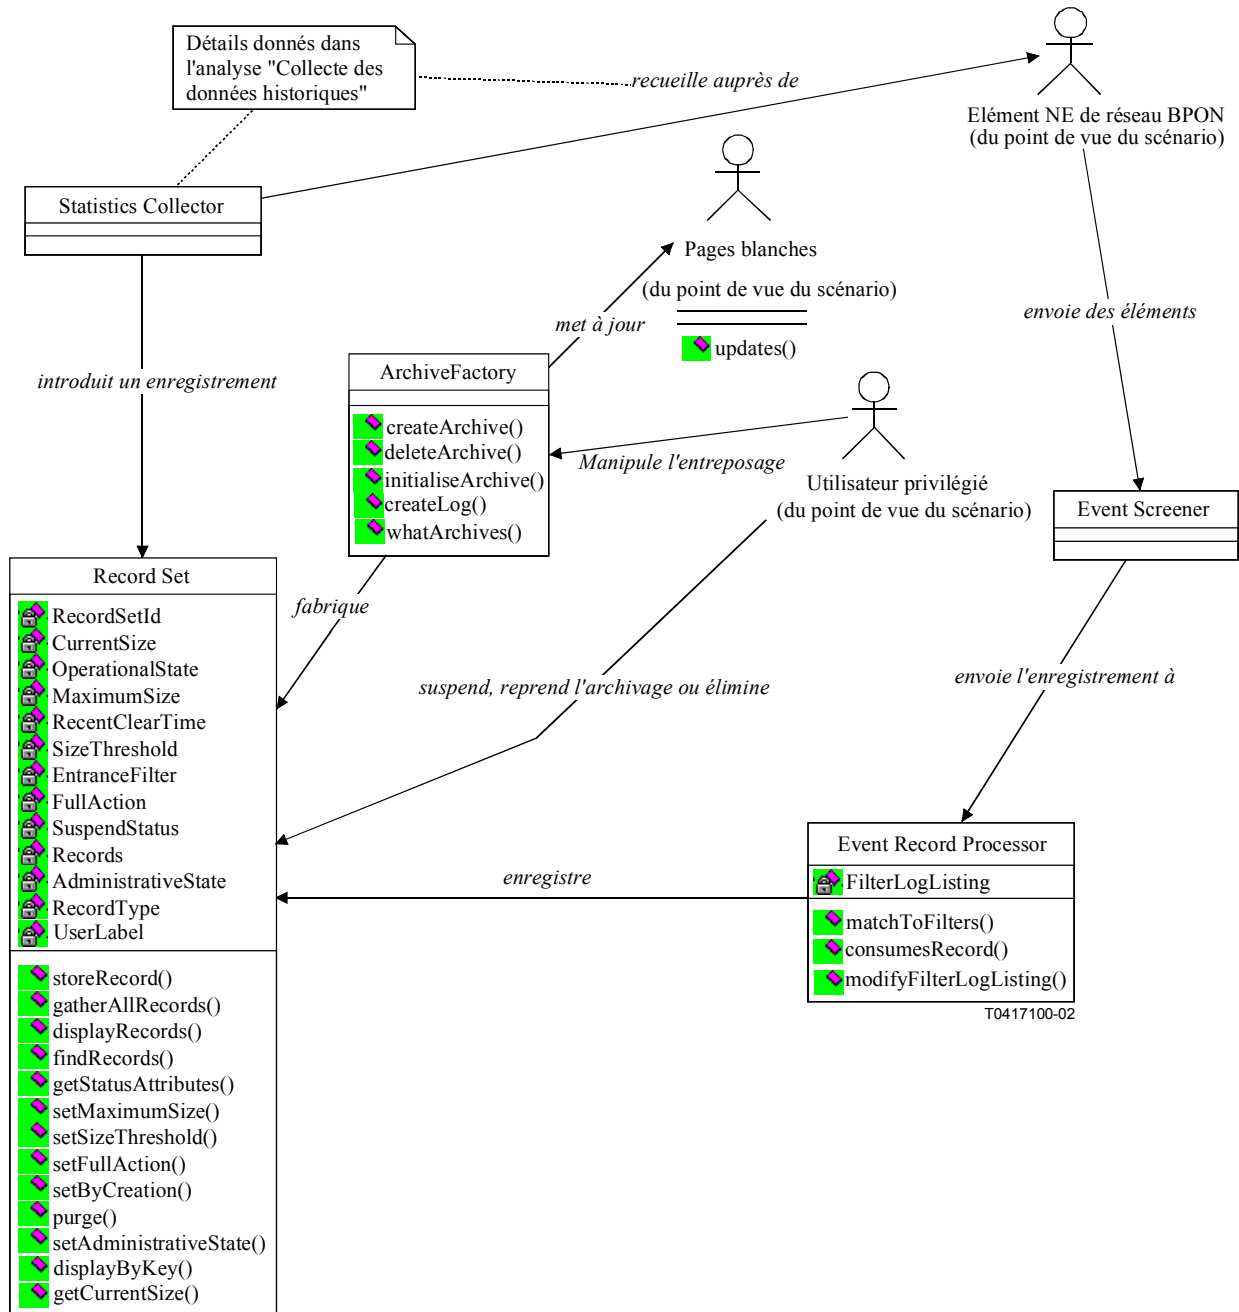 Détails donnés dans
l'analyse "Collecte des
données historiques"
recueille auprès de
Elément NE de réseau BPON
(du point de vue du scénario)
Statistics Collector
Pages blanches
(du point de vue du scénario)
updates()
met à jour
envoie des éléments
introduit un enregistrement
ArchiveFactory
createArchive()
deleteArchive()
initialiseArchive()
createLog()
whatArchives()
Manipule l'entreposage
Utilisateur privilégié
(du point de vue du scénario)
Event Screener
fabrique
suspend, reprend l'archivage ou élimine
envoie l'enregistrement à
Record Set
RecordSetId
CurrentSize
OperationalState
MaximumSize
RecentClearTime
SizeThreshold
EntranceFilter
FullAction
SuspendStatus
Records
AdministrativeState
RecordType
UserLabel
storeRecord()
gatherAllRecords()
displayRecords()
findRecords()
getStatusAttributes()
setMaximumSize()
setSizeThreshold()
setFullAction()
setByCreation()
purge()
setAdministrativeState()
displayByKey()
getCurrentSize()
enregistre
Event Record Processor
FilterLogListing
matchToFilters()
consumesRecord()
modifyFilterLogListing()
T0417100-02